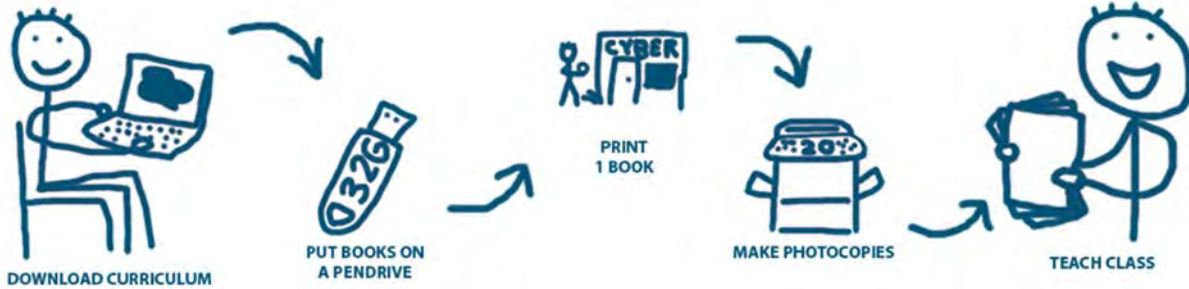 DOWNLOAD CURRICULUM
32G
PUT BOOKS ON
A PENDRIVE
CYBER
PRINT
1 BOOK
20
MAKE PHOTOCOPIES
TEACH CLASS